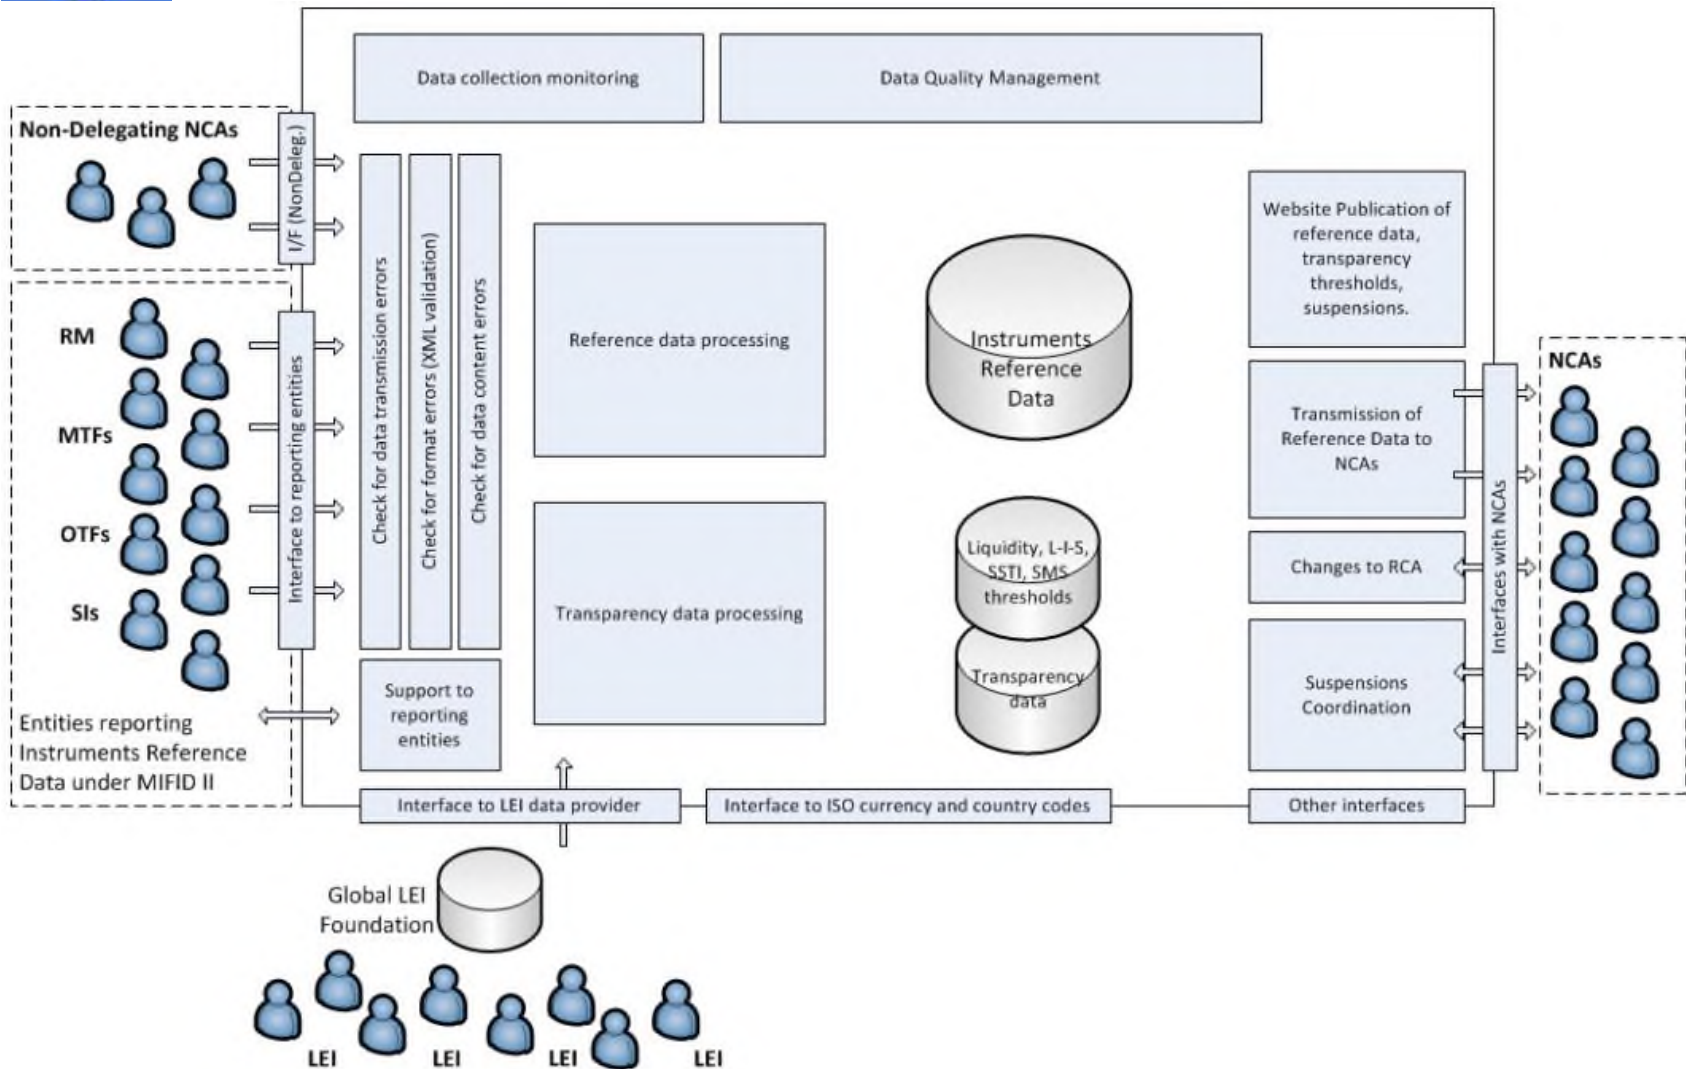 Data collection monitoring
Data Quality Management
Non-Delegating NCAs
I/F (NonDeleg.)
RM
MTFs
OTFs
SIs
Entities reporting
Instruments Reference
Data under MIFID II
Interface to reporting entities
Check for data transmission errors
Check for format errors (XML validation)
Check for data content errors
Support to
reporting
entities
Reference data processing
Transparency data processing
Instruments
Reference
Data
Liquidity, L-I-S,
SSTI, SMS
thresholds
Transparency
data
Website Publication of
reference data,
transparency
thresholds,
suspensions.
Transmission of
Reference Data to
NCAs
Changes to RCA
Suspensions
Coordination
Interfaces with NCAs
NCAs
Interface to LEI data provider
Interface to ISO currency and country codes
Other interfaces
Global LEI
Foundation
LEI
LEI
LEI
LEI